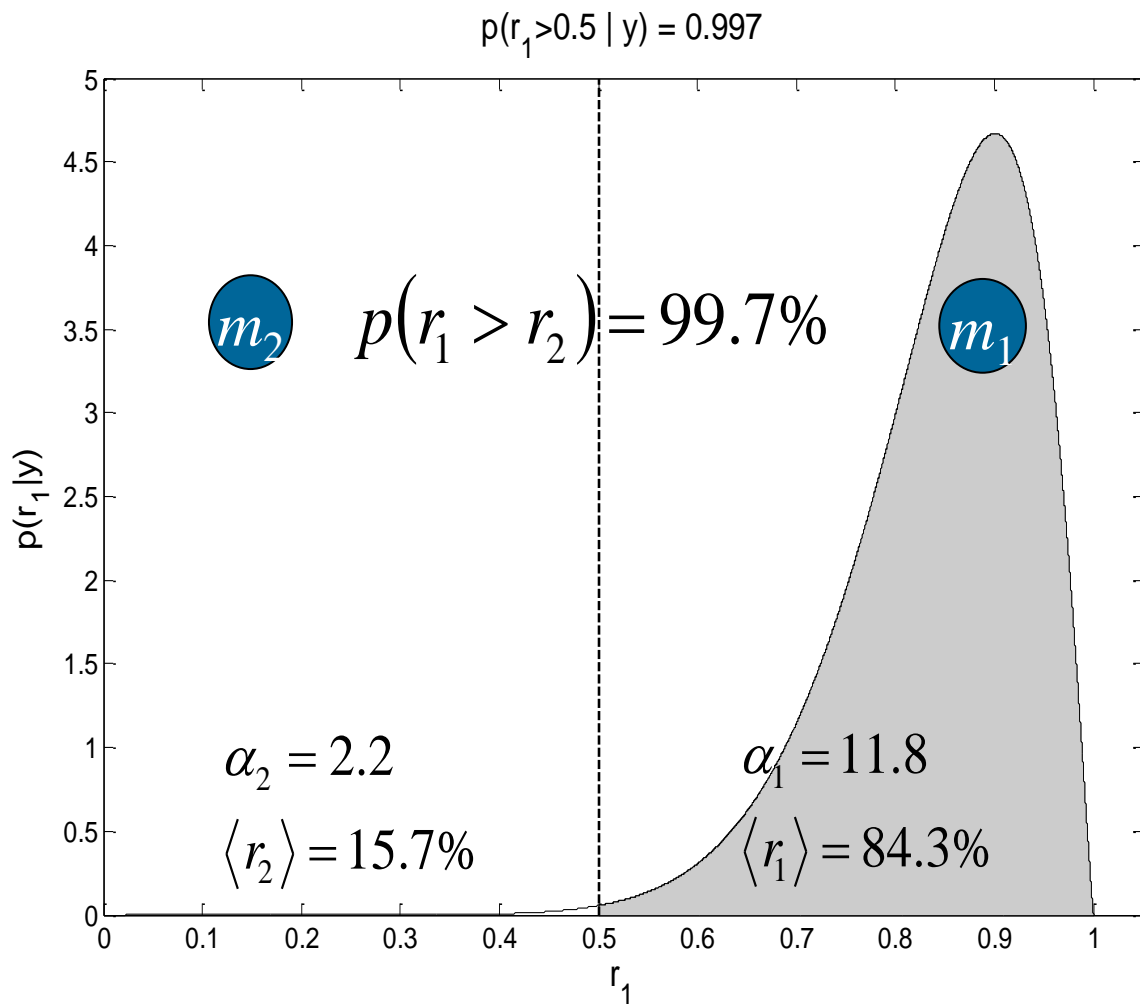 p(r₁>0.5 | y) = 0.997
5
4.5
4
3.5
3
2.5
2
1.5
1
0.5
0
p(r₁|y)
m₂
p(r₁ > r₂) = 99.7%
m₁
α₂ = 2.2
α₁ = 11.8
⟨r₂⟩ = 15.7%
⟨r₁⟩ = 84.3%
0 0.1 0.2 0.3 0.4 0.5 0.6 0.7 0.8 0.9 1
r₁